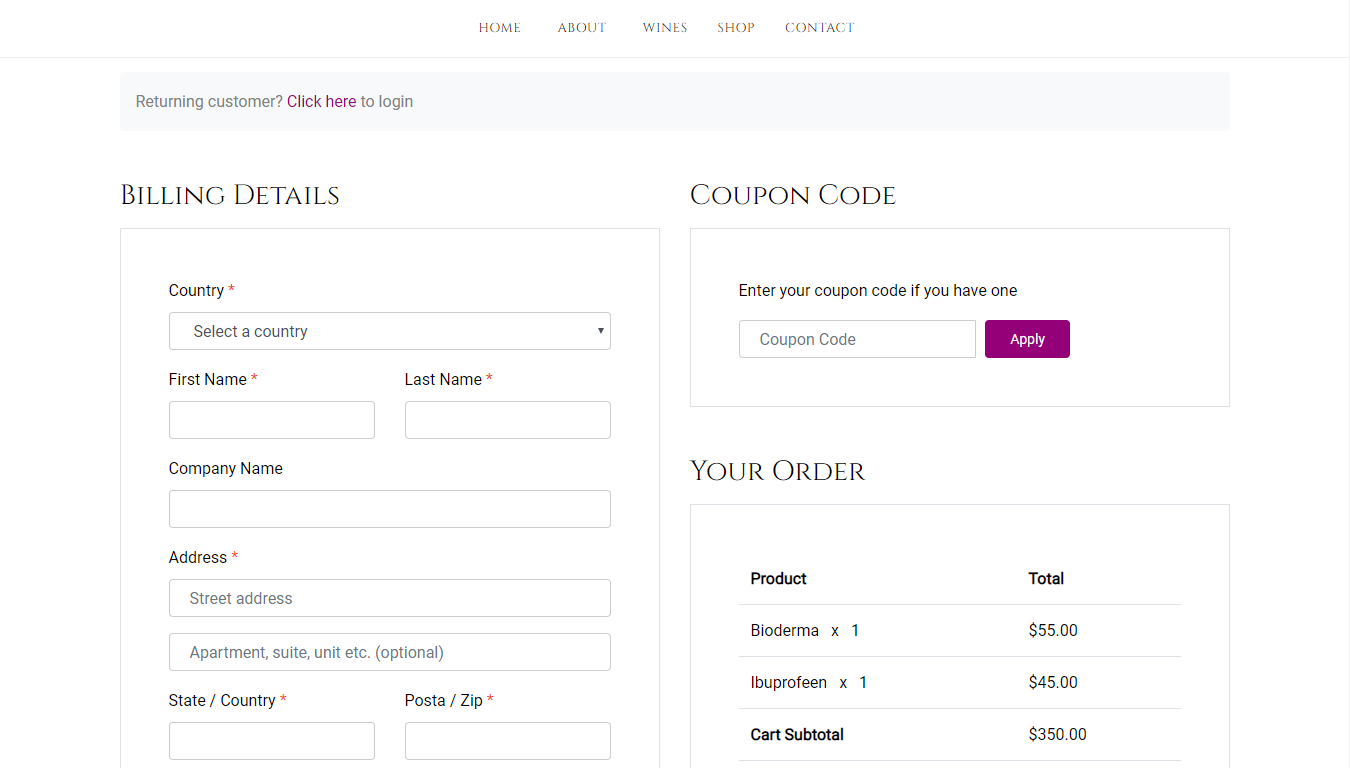 HOME ABOUT WINES SHOP CONTACT
Returning customer? Click here to login
Billing Details
Country *
Select a country
First Name * Last Name *
Company Name
Address *
Street address
Apartment, suite, unit etc. (optional)
State / Country * Posta / Zip *
Coupon Code
Enter your coupon code if you have one
Coupon Code Apply
Your Order
Product Total
Bioderma x 1 $55.00
Ibuprofeen x 1 $45.00
Cart Subtotal $350.00